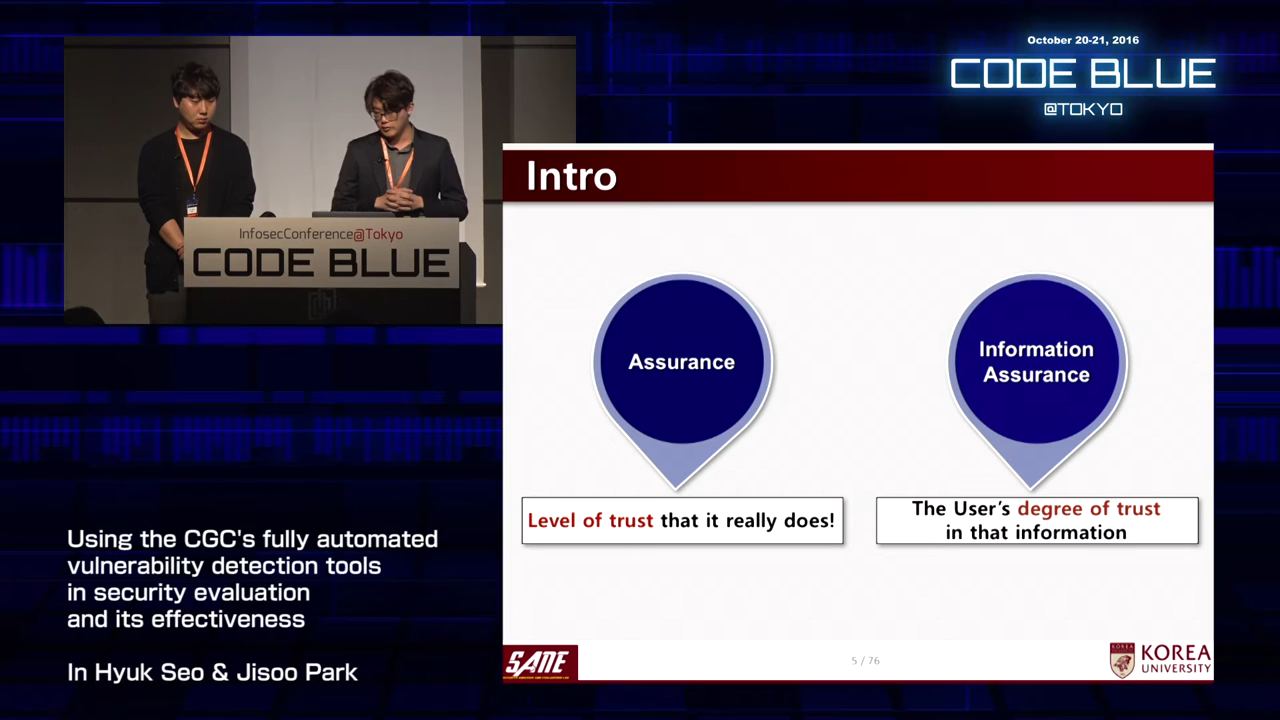 October 20-21, 2016
CODE BLUE
@TOKYO
InfosecConference@Tokyo
CODE BLUE
Intro
Assurance
Information
Assurance
Level of trust that it really does!
The User's degree of trust
in that information
Using the CGC's fully automated
vulnerability detection tools
in security evaluation
and its effectiveness
In Hyuk Seo & Jisoo Park
SANE
5 / 76
KOREA
UNIVERSITY